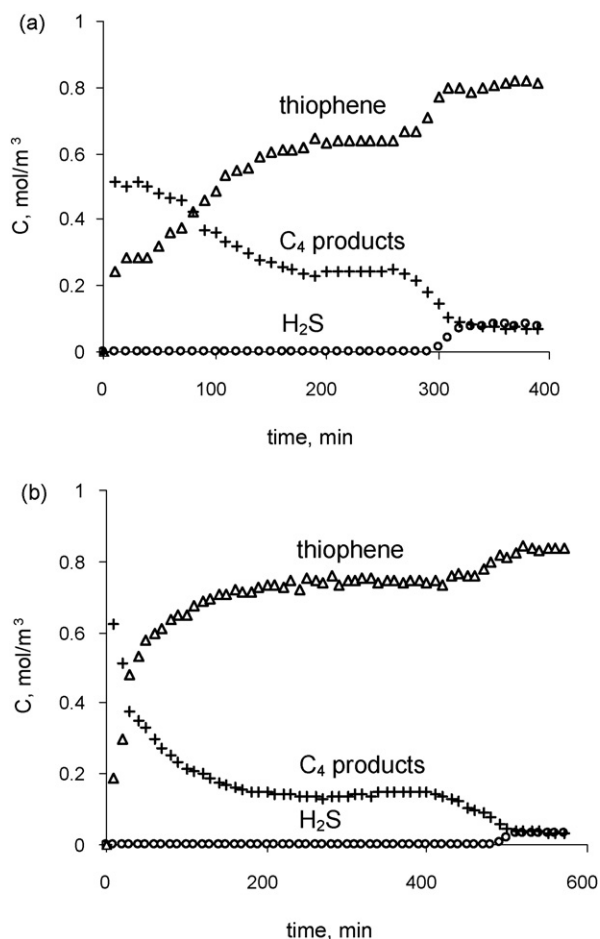 (a)
1
0.8
0.6
0.4
0.2
0
C, mol/m³
thiophene
C₄ products
H₂S
0 100 200 300 400
time, min
(b)
1
0.8
0.6
0.4
0.2
0
C, mol/m³
thiophene
C₄ products
H₂S
0 200 400 600
time, min